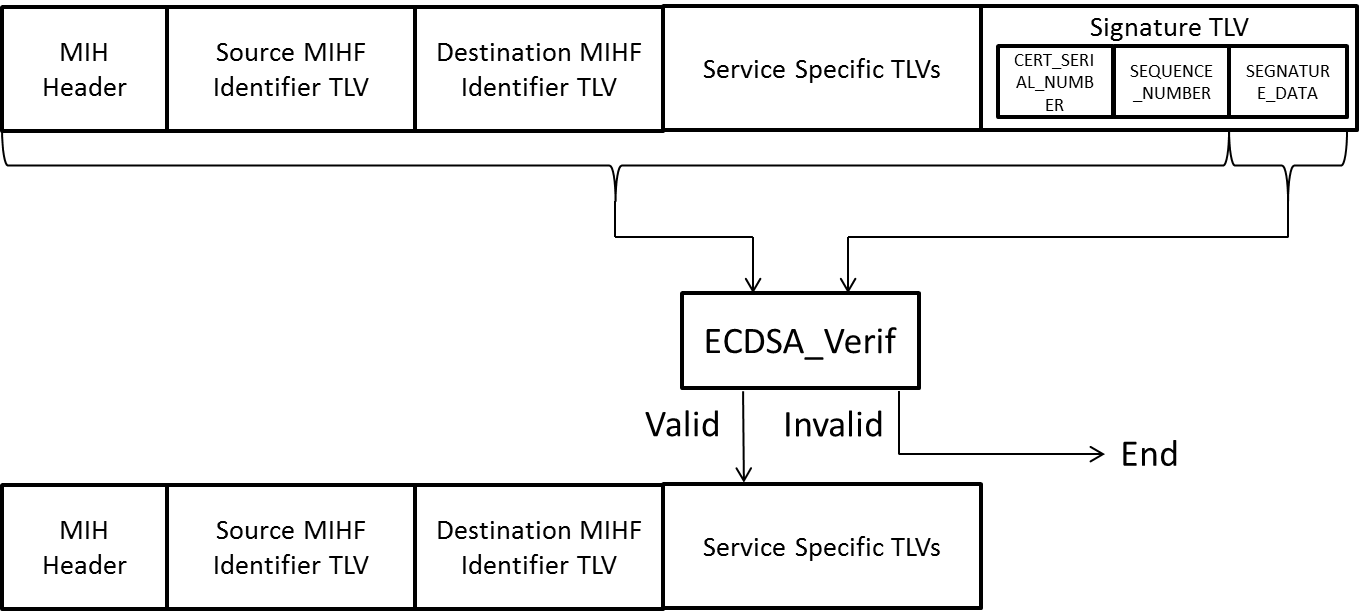 MIH
Header
Source MIHF
Identifier TLV
Destination MIHF
Identifier TLV
Service Specific TLVs
Signature TLV
CERT_SERI
AL_NUMB
ER
SEQUENCE
_NUMBER
SEGNATUR
E_DATA
ECDSA_Verif
Valid
Invalid
End
MIH
Header
Source MIHF
Identifier TLV
Destination MIHF
Identifier TLV
Service Specific TLVs